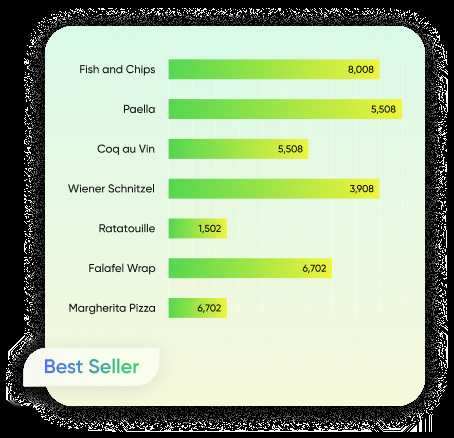 Fish and Chips 8,008
Paella 5,508
Coq au Vin 5,508
Wiener Schnitzel 3,908
Ratatouille 1,502
Falafel Wrap 6,702
Margherita Pizza 6,702
Best Seller